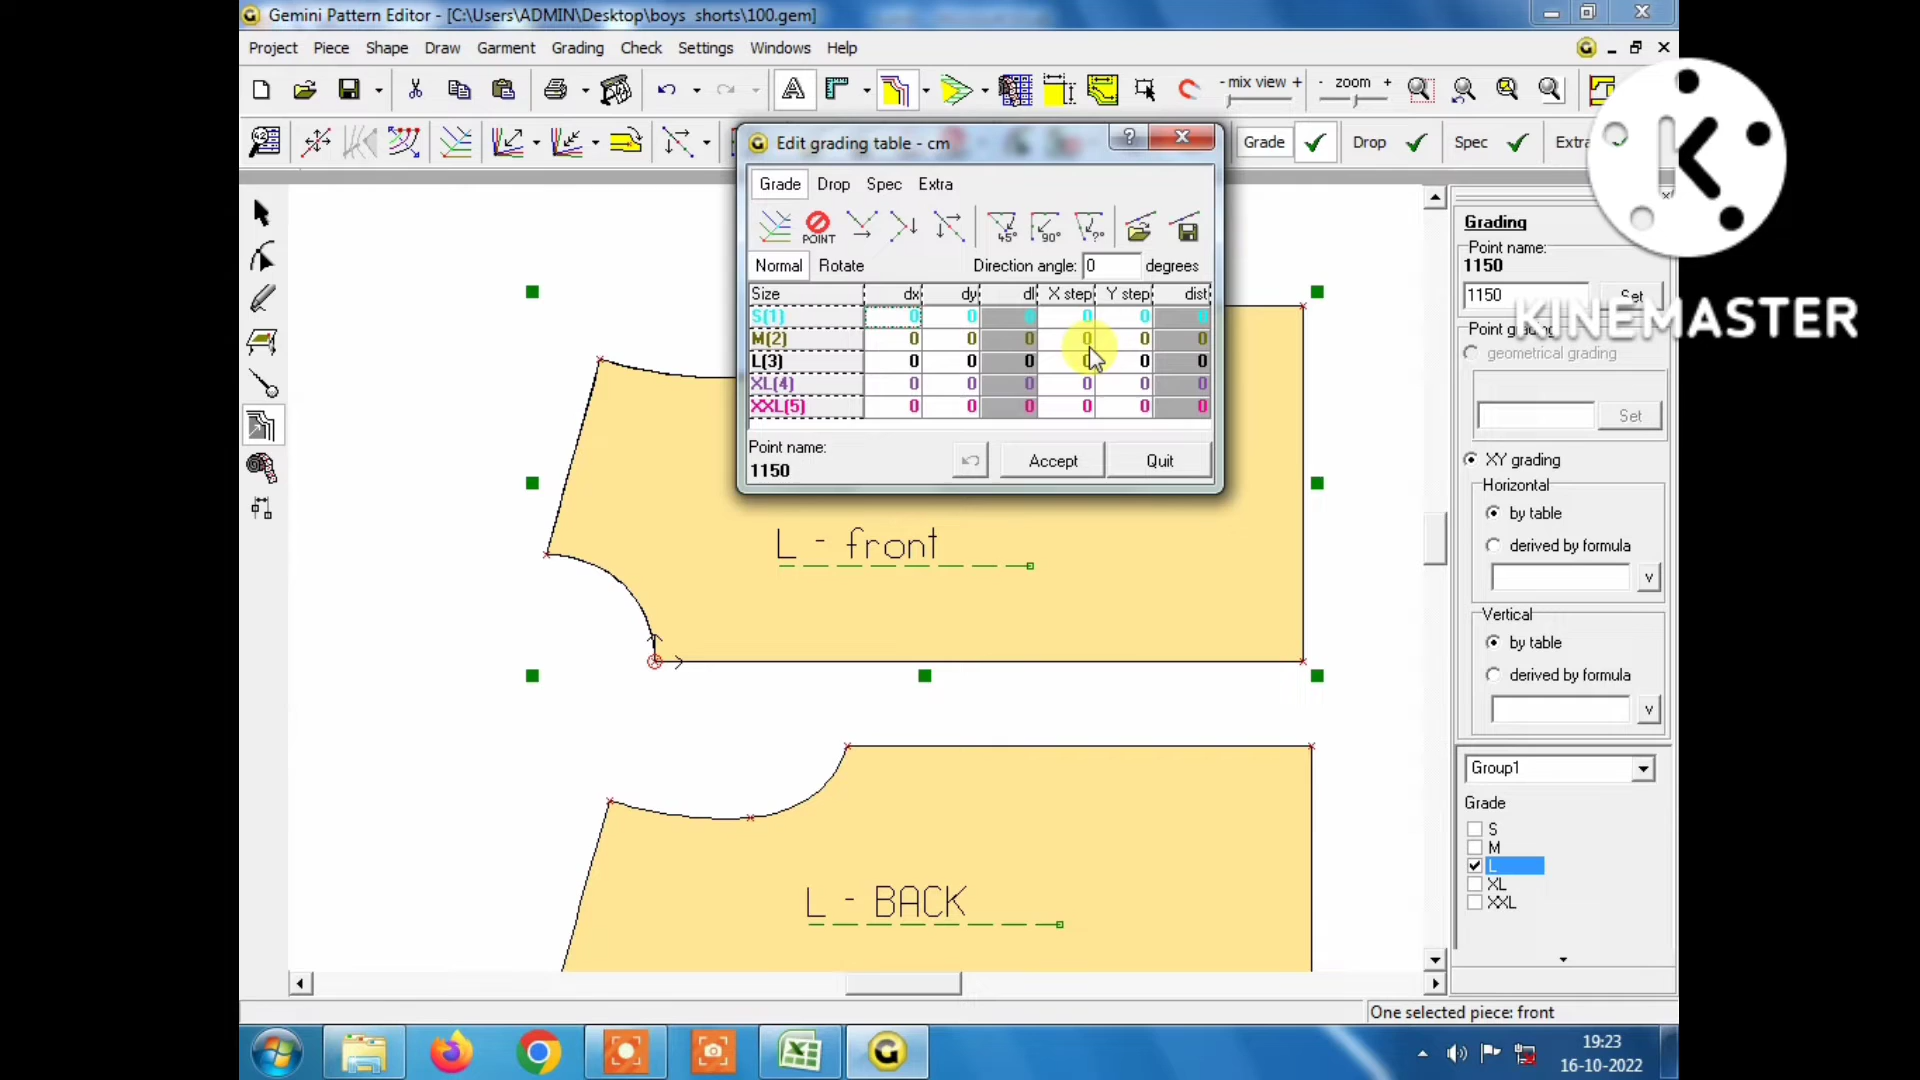 Gemini Pattern Editor - [C:\Users\ADMIN\Desktop\boys shorts\100.gem]
Project Piece Shape Draw Garment Grading Check Settings Windows Help
- mix view +
- zoom +
Grade Drop Spec Extra
Edit grading table - cm
Grade Drop Spec Extra
POINT 45° 90° ?°
Normal Rotate Direction angle: 0 degrees
Size dx dy dl X step Y step dist
S(1) 0 0 0 0 0 0
M(2) 0 0 0 0 0 0
L(3) 0 0 0 0 0 0
XL(4) 0 0 0 0 0 0
XXL(5) 0 0 0 0 0 0
Point name:
1150
Accept Quit
L - front
L - BACK
Grading
Point name:
1150
1150 Set
KINEMASTER
Point grading
geometrical grading
Set
XY grading
Horizontal
by table
derived by formula
v
Vertical
by table
derived by formula
v
Group1
Grade
S
M
L
XL
XXL
One selected piece: front
19:23
16-10-2022